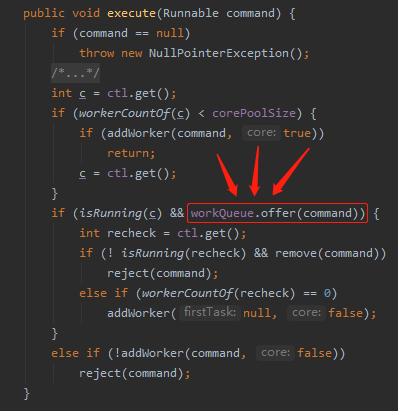 public void execute(Runnable command) {
    if (command == null)
        throw new NullPointerException();
    /*...*/
    int c = ctl.get();
    if (workerCountOf(c) < corePoolSize) {
        if (addWorker(command, core: true))
            return;
        c = ctl.get();
    }
    if (isRunning(c) && workQueue.offer(command)) {
        int recheck = ctl.get();
        if (! isRunning(recheck) && remove(command))
            reject(command);
        else if (workerCountOf(recheck) == 0)
            addWorker( firstTask: null, core: false);
    }
    else if (!addWorker(command, core: false))
        reject(command);
}